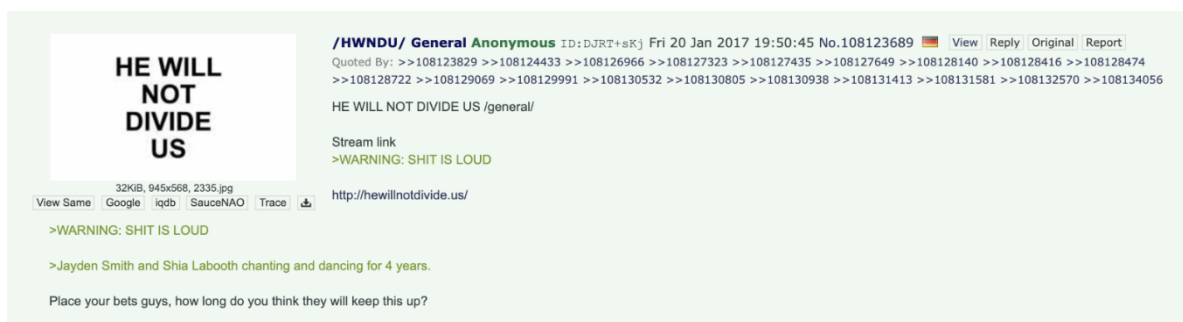 HE WILL
NOT
DIVIDE
US
32KiB, 945x568, 2335.jpg
View Same Google iqdb SauceNAO Trace
/HWNDU/ General Anonymous ID:DJRT+sKj Fri 20 Jan 2017 19:50:45 No.108123689 View Reply Original Report
Quoted By: >>108123829 >>108124433 >>108126966 >>108127323 >>108127435 >>108127649 >>108128140 >>108128416 >>108128474
>>108128722 >>108129069 >>108129991 >>108130532 >>108130805 >>108130938 >>108131413 >>108131581 >>108132570 >>108134056
HE WILL NOT DIVIDE US /general/
Stream link
>WARNING: SHIT IS LOUD
http://hewillnotdivide.us/
>WARNING: SHIT IS LOUD
>Jayden Smith and Shia Labooth chanting and dancing for 4 years.
Place your bets guys, how long do you think they will keep this up?